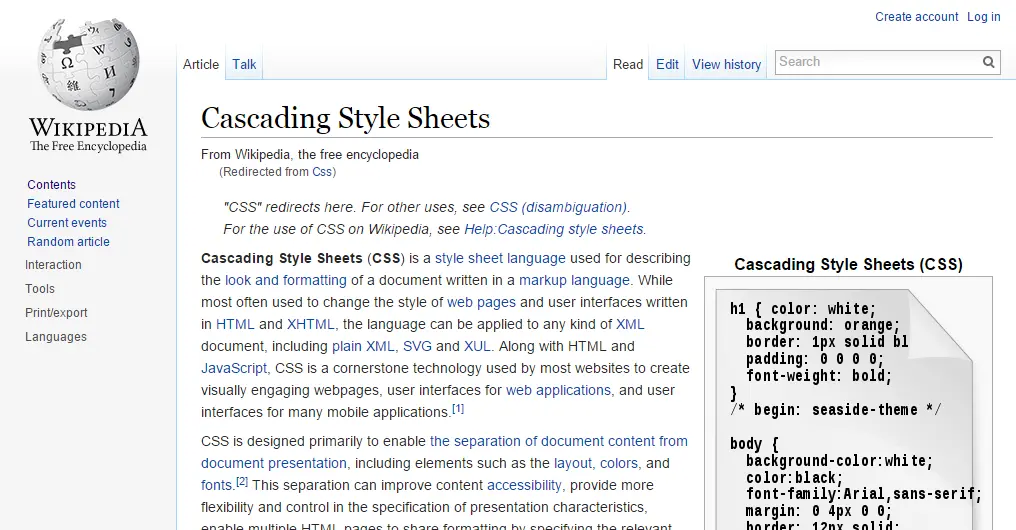 Create account Log in
Article Talk Read Edit View history Search
WIKIPEDIA
The Free Encyclopedia
Contents
Featured content
Current events
Random article
Interaction
Tools
Print/export
Languages
Cascading Style Sheets
From Wikipedia, the free encyclopedia
(Redirected from Css)
"CSS" redirects here. For other uses, see CSS (disambiguation).
For the use of CSS on Wikipedia, see Help:Cascading style sheets.
Cascading Style Sheets (CSS) is a style sheet language used for describing
the look and formatting of a document written in a markup language. While
most often used to change the style of web pages and user interfaces written
in HTML and XHTML, the language can be applied to any kind of XML
document, including plain XML, SVG and XUL. Along with HTML and
JavaScript, CSS is a cornerstone technology used by most websites to create
visually engaging webpages, user interfaces for web applications, and user
interfaces for many mobile applications.[1]
CSS is designed primarily to enable the separation of document content from
document presentation, including elements such as the layout, colors, and
fonts.[2] This separation can improve content accessibility, provide more
flexibility and control in the specification of presentation characteristics,
enable multiple HTML pages to share formatting by specifying the relevant
Cascading Style Sheets (CSS)
h1 { color: white;
background: orange;
border: 1px solid bl
padding: 0 0 0 0;
font-weight: bold;
}
/* begin: seaside-theme */
body {
background-color:white;
color:black;
font-family:Arial,sans-serif;
margin: 0 4px 0 0;
border: 12px solid;